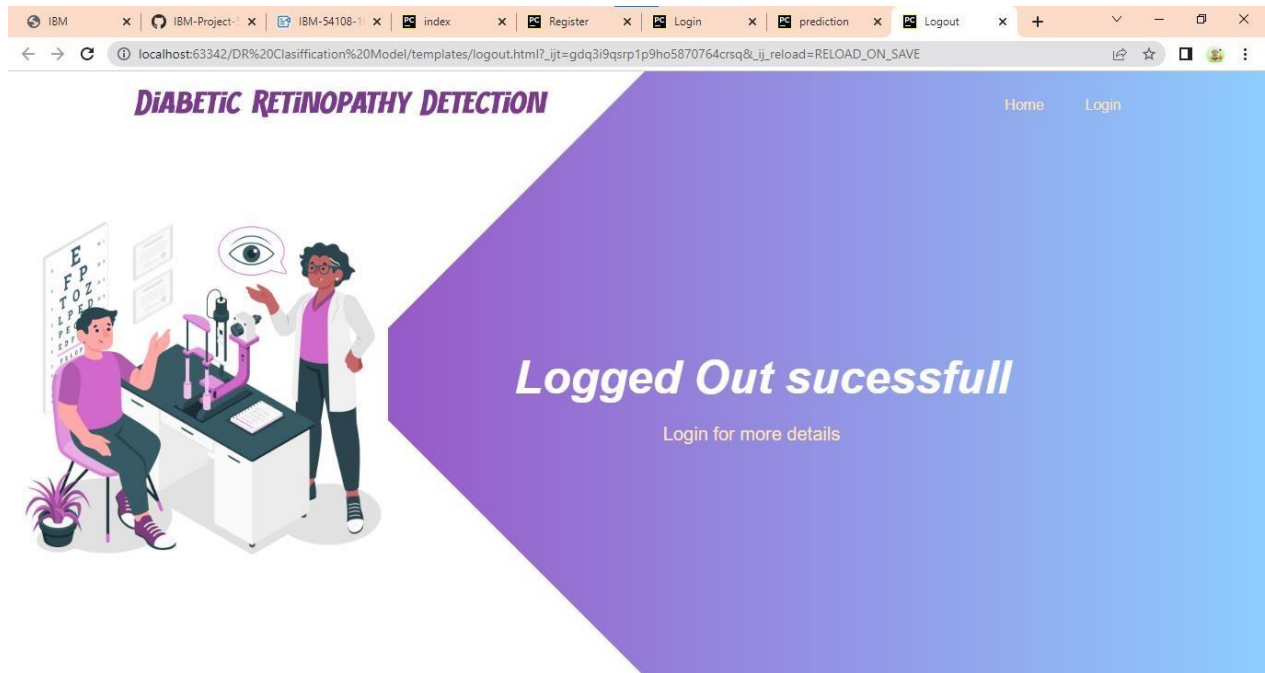 IBM
IBM-Project-
IBM-54108-1
index
Register
Login
prediction
Logout
localhost:63342/DR%20Clasiffication%20Model/templates/logout.html?_ijt=gdq3i9qsrp1p9ho5870764crsq&_ij_reload=RELOAD_ON_SAVE
DiABETiC RETiNOPATHY DETECTiON
Home Login
E
F P
T O Z
L P E D
Logged Out sucessfull
Login for more details